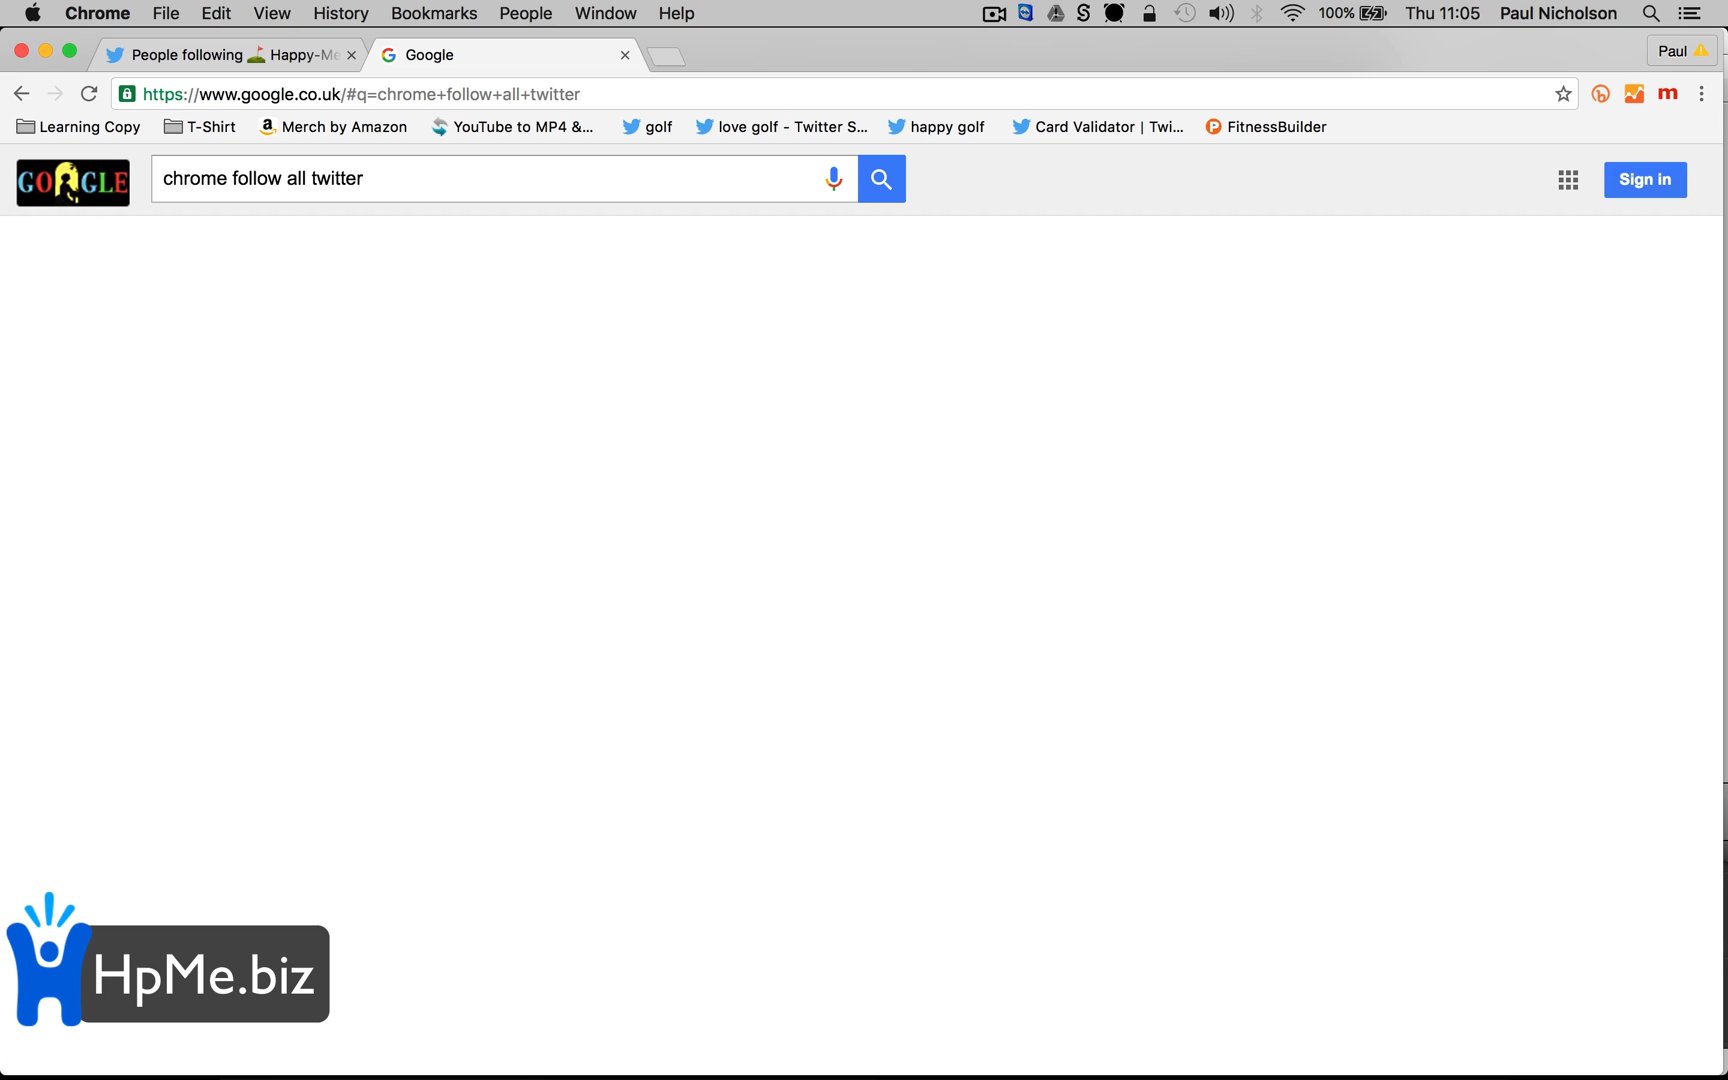 Chrome File Edit View History Bookmarks People Window Help 100% Thu 11:05 Paul Nicholson
People following ⛳ Happy-Me Google Paul
https://www.google.co.uk/#q=chrome+follow+all+twitter
Learning Copy T-Shirt Merch by Amazon YouTube to MP4 &... golf love golf - Twitter S... happy golf Card Validator | Twi... FitnessBuilder
GOOGLE chrome follow all twitter Sign in
HpMe.biz